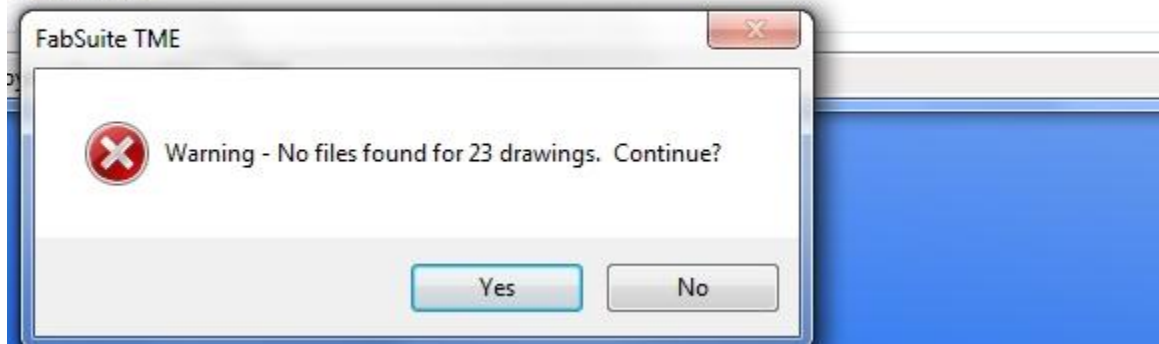 FabSuite TME
Warning - No files found for 23 drawings.  Continue?
Yes
No